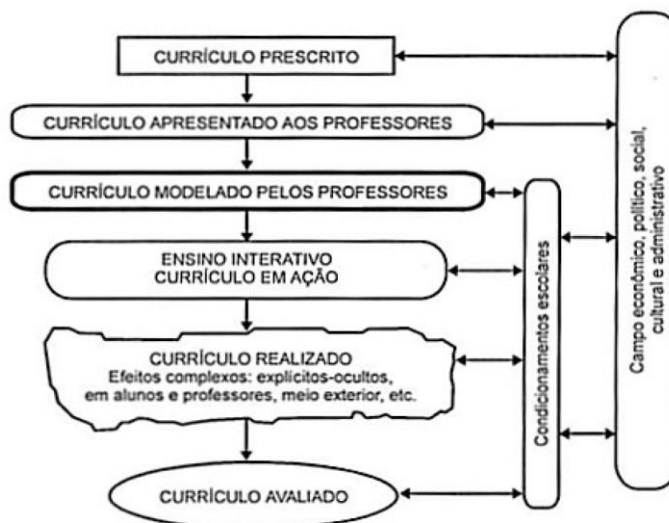 CURRÍCULO PRESCRITO
CURRÍCULO APRESENTADO AOS PROFESSORES
CURRÍCULO MODELADO PELOS PROFESSORES
ENSINO INTERATIVO
CURRÍCULO EM AÇÃO
CURRÍCULO REALIZADO
Efeitos complexos: explícitos-ocultos,
em alunos e professores, meio exterior, etc.
CURRÍCULO AVALIADO
Condicionamentos escolares
Campo econômico, político, social,
cultural e administrativo